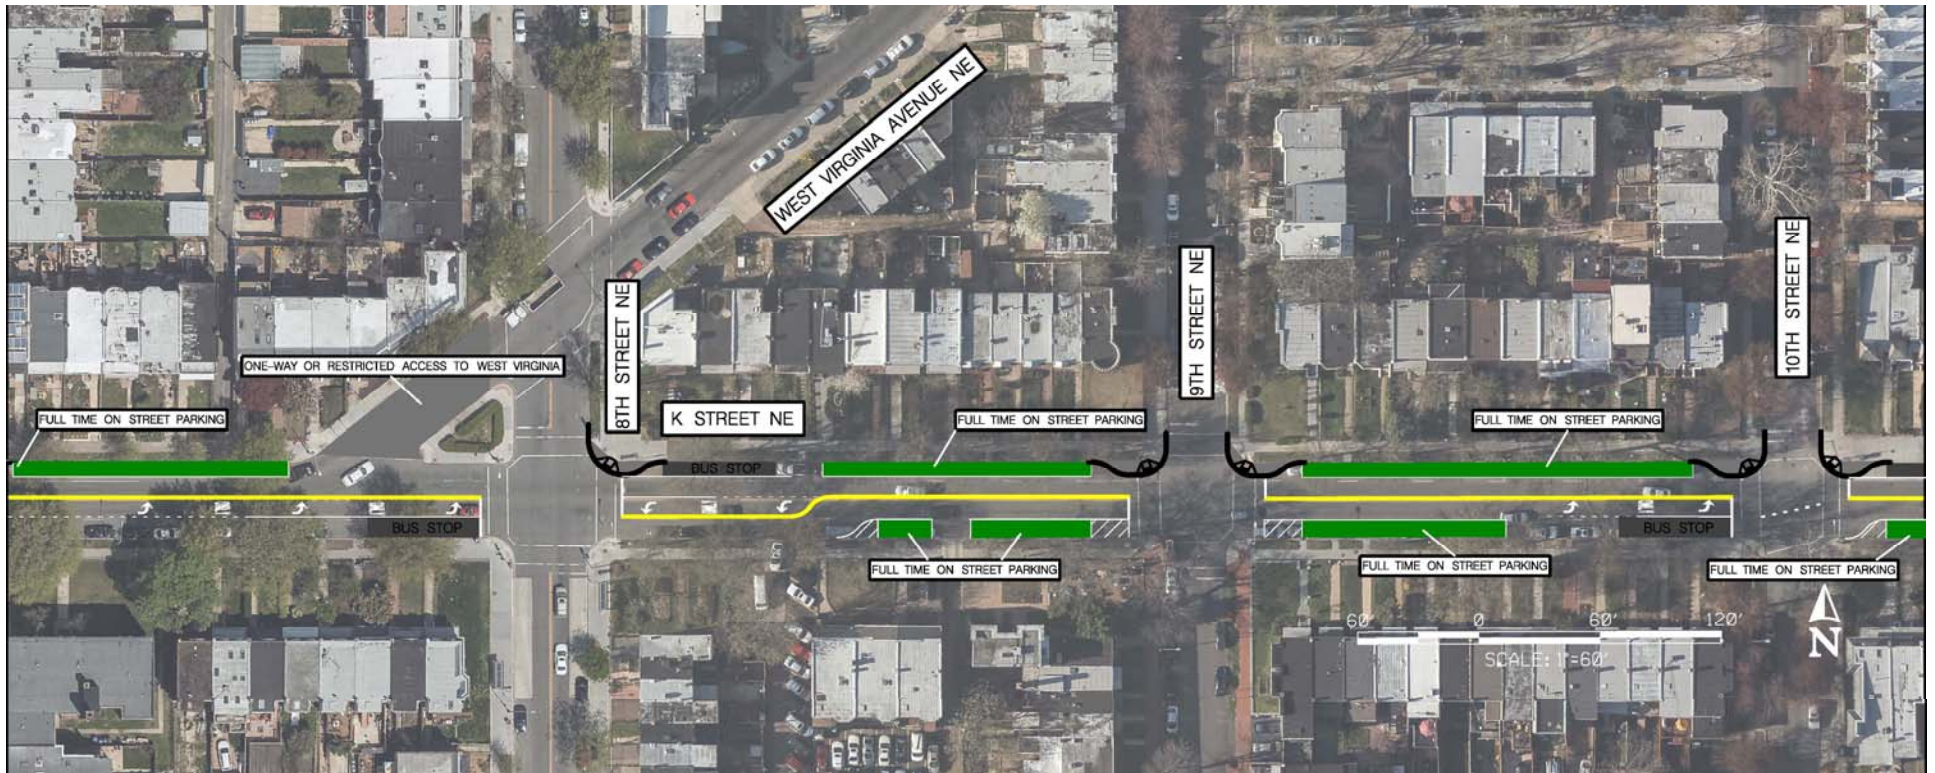 WEST VIRGINIA AVENUE NE
8TH STREET NE
9TH STREET NE
10TH STREET NE
ONE-WAY OR RESTRICTED ACCESS TO WEST VIRGINIA
K STREET NE
FULL TIME ON STREET PARKING
FULL TIME ON STREET PARKING
FULL TIME ON STREET PARKING
BUS STOP
BUS STOP
BUS STOP
FULL TIME ON STREET PARKING
FULL TIME ON STREET PARKING
FULL TIME ON STREET PARKING
60' 0 60' 120'
SCALE: 1"=60'
N